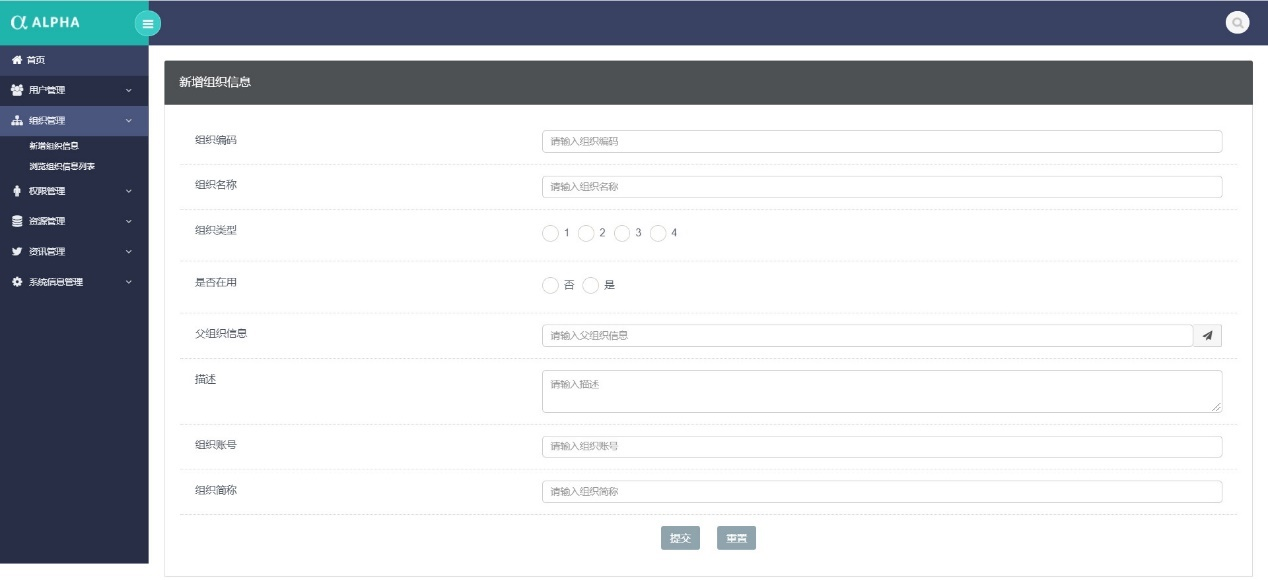 α ALPHA
首页
用户管理
组织管理
新增组织信息
浏览组织信息列表
权限管理
资源管理
资讯管理
系统信息管理
新增组织信息
组织编码 请输入组织编码
组织名称 请输入组织名称
组织类型 1 2 3 4
是否在用 否 是
父组织信息 请输入父组织信息
描述 请输入描述
组织账号 请输入组织账号
组织简称 请输入组织简称
提交 重置